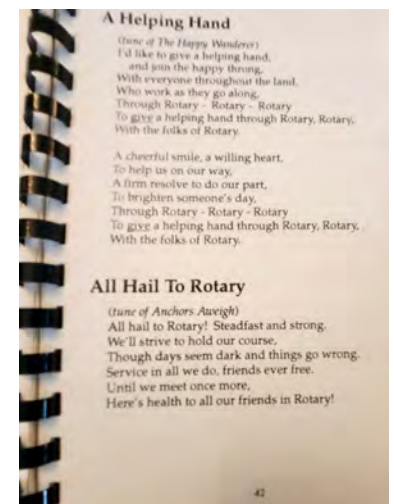 A Helping Hand
(tune of The Happy Wanderer)
I'd like to give a helping hand,
and join the happy throng,
With everyone throughout the land,
Who work as they go along,
Through Rotary - Rotary - Rotary
To give a helping hand through Rotary, Rotary,
With the folks of Rotary.
A cheerful smile, a willing heart,
To help us on our way,
A firm resolve to do our part,
To brighten someone's day,
Through Rotary - Rotary - Rotary
To give a helping hand through Rotary, Rotary,
With the folks of Rotary.
All Hail To Rotary
(tune of Anchors Aweigh)
All hail to Rotary! Steadfast and strong.
We'll strive to hold our course,
Though days seem dark and things go wrong.
Service in all we do, friends ever free.
Until we meet once more,
Here's health to all our friends in Rotary!
42